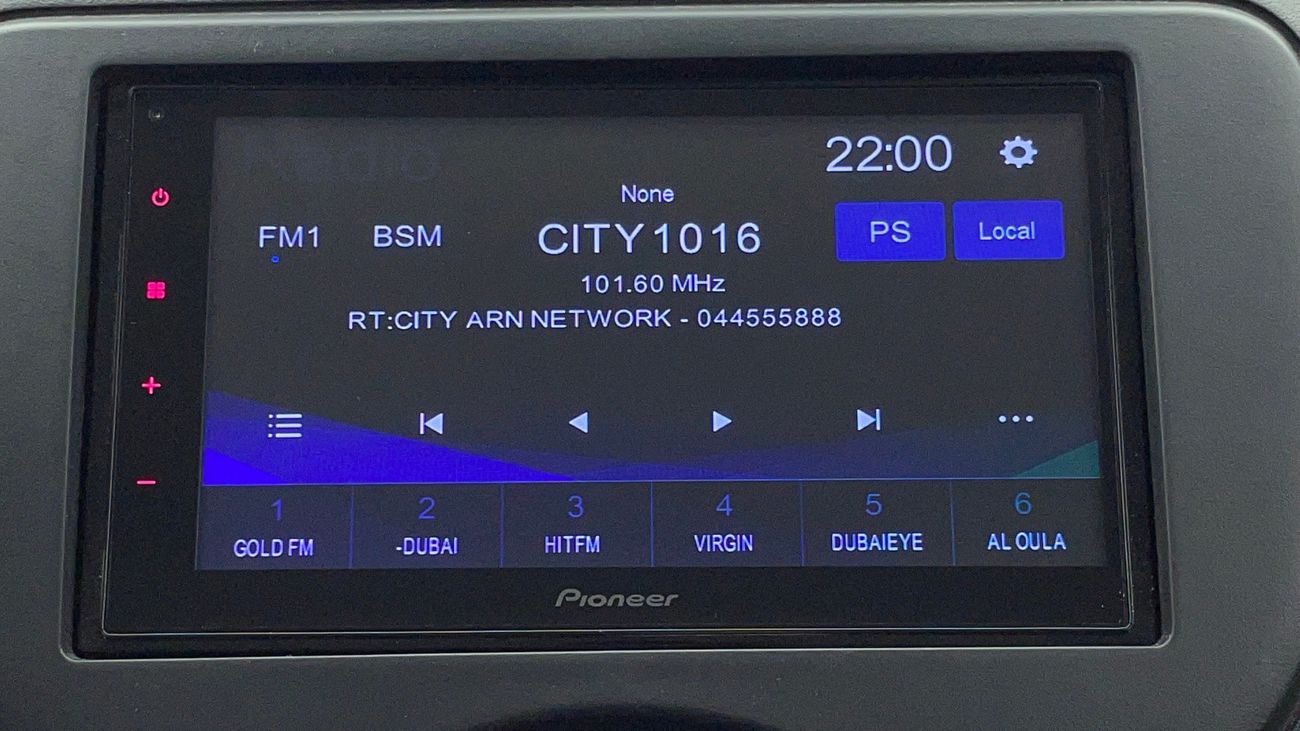 22:00
None
FM1 BSM CITY1016 PS Local
101.60 MHz
RT:CITY ARN NETWORK - 044555888
1 2 3 4 5 6
GOLD FM -DUBAI HITFM VIRGIN DUBAIEYE AL OULA
Pioneer